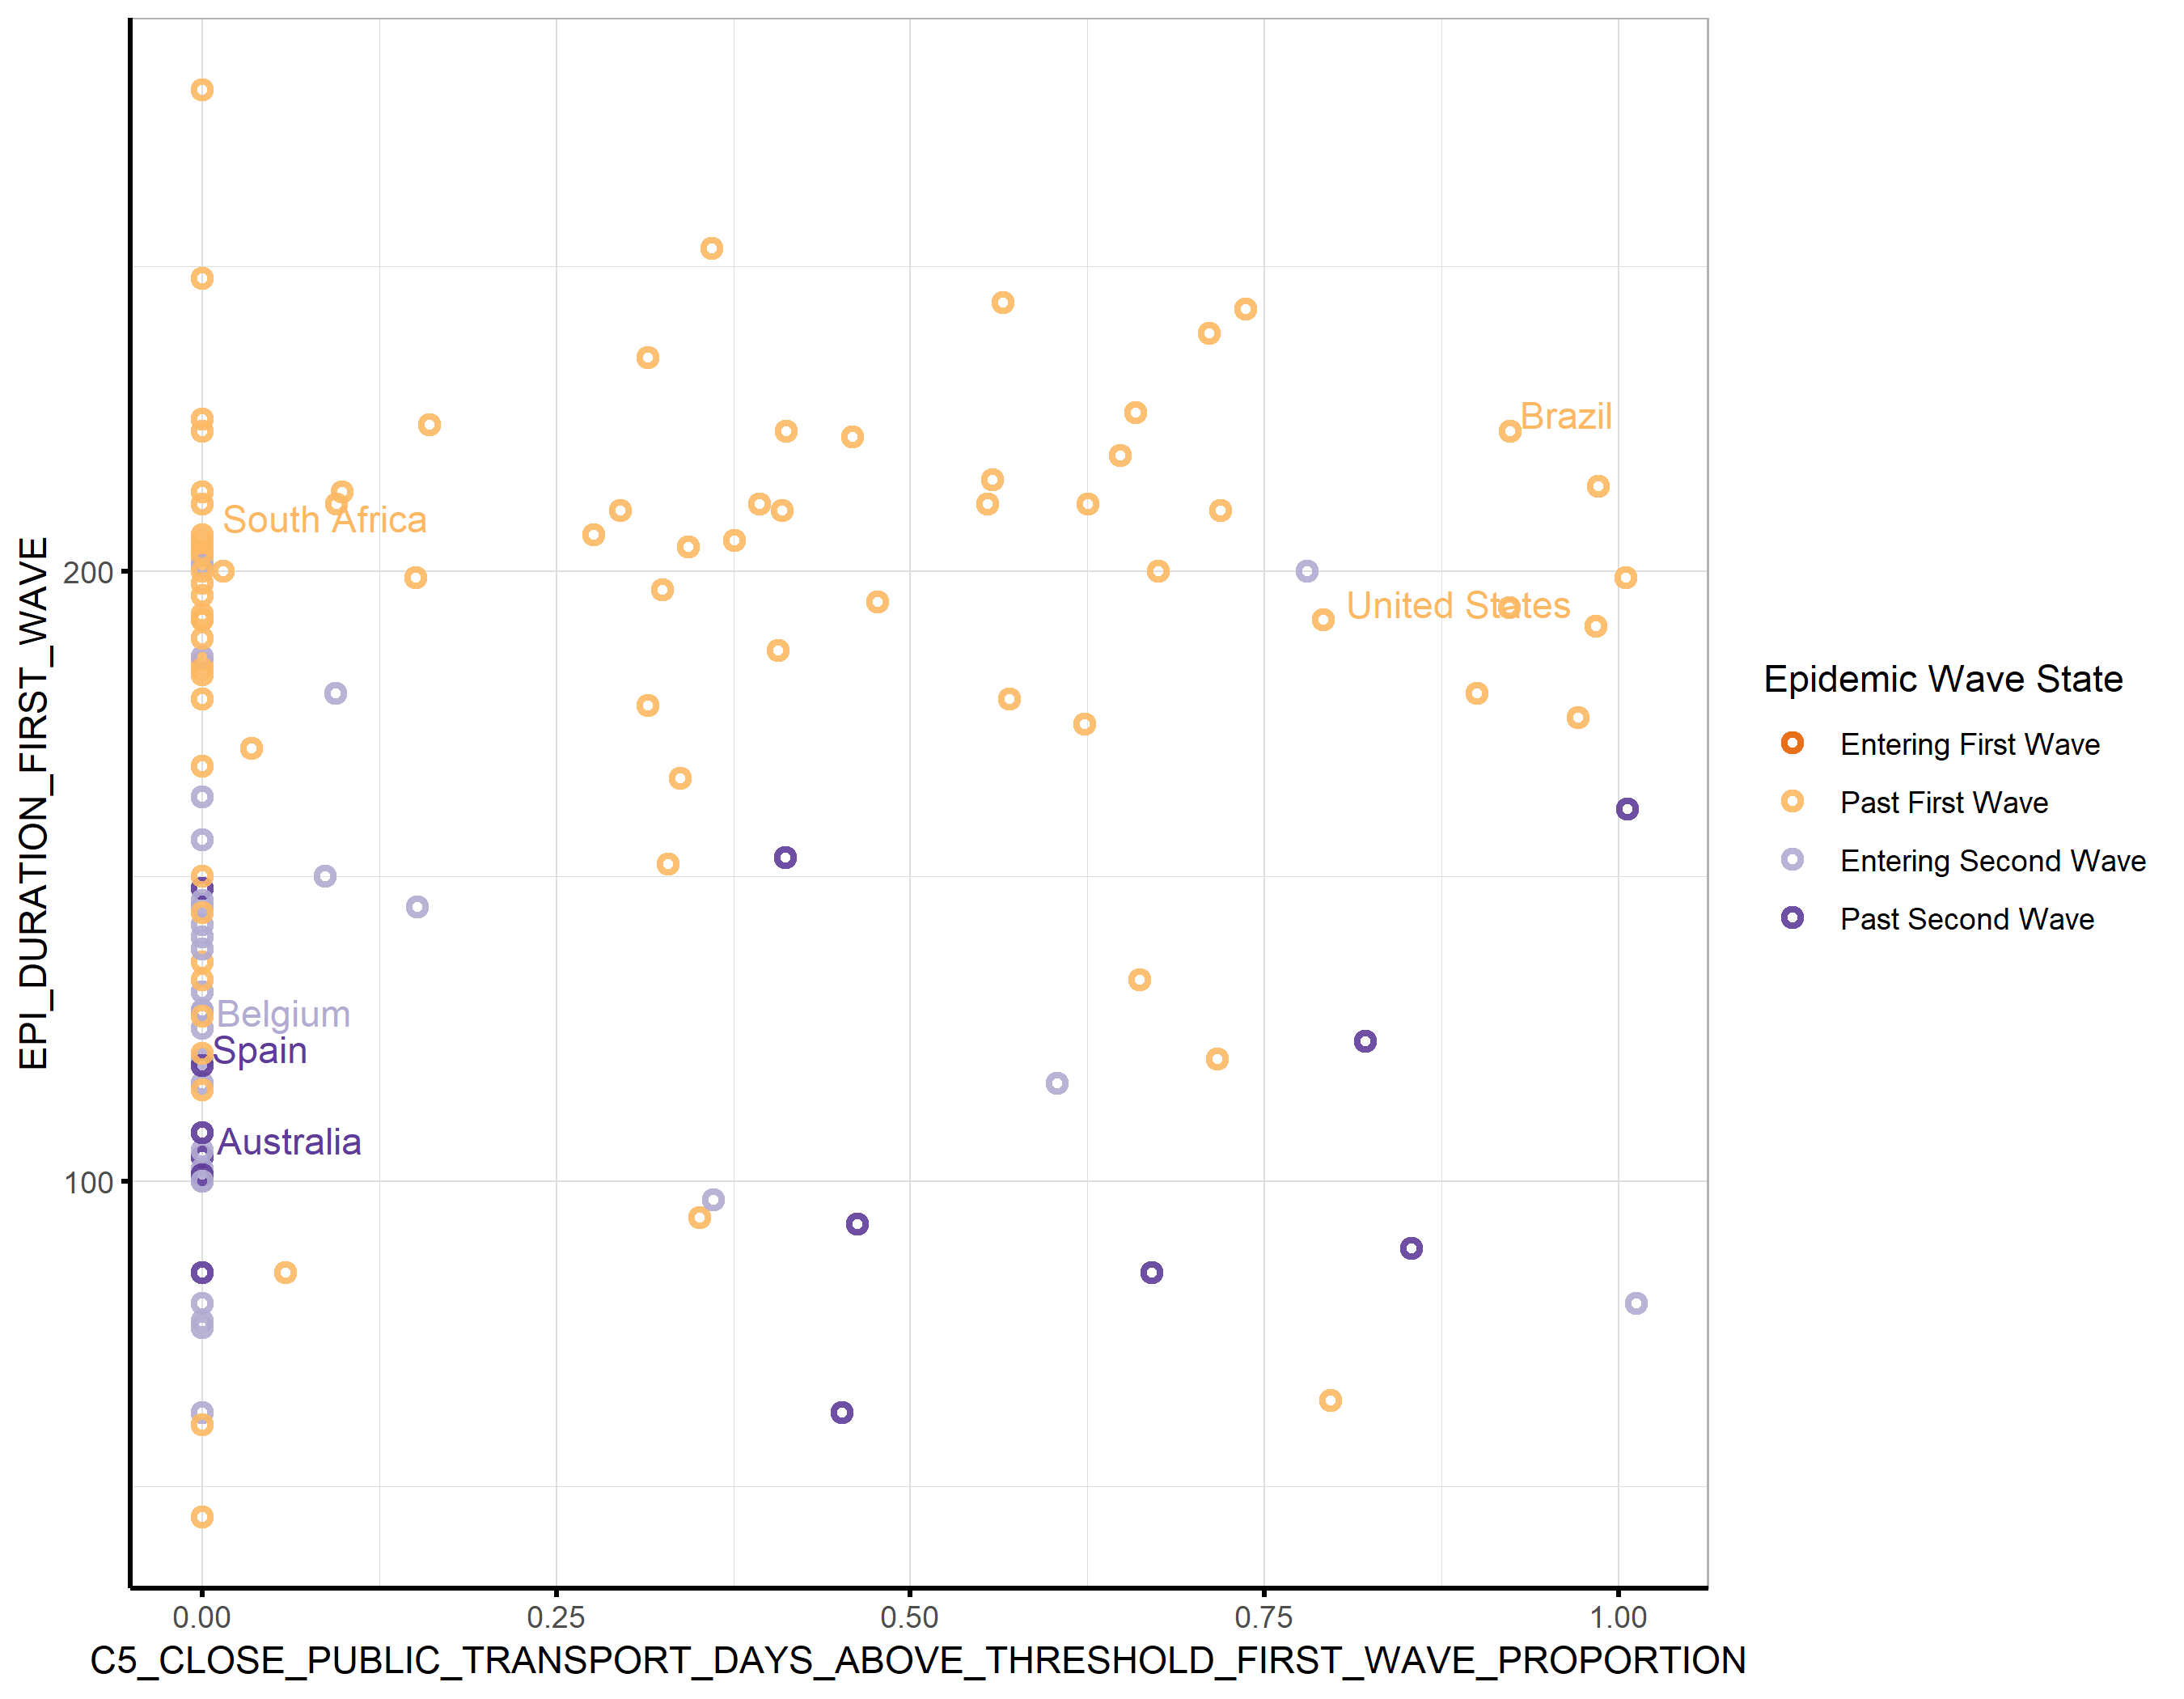 EPI_DURATION_FIRST_WAVE
200
100
Brazil
South Africa
United States
Belgium
Spain
Australia
0.00
0.25
0.50
0.75
1.00
C5_CLOSE_PUBLIC_TRANSPORT_DAYS_ABOVE_THRESHOLD_FIRST_WAVE_PROPORTION
Epidemic Wave State
Entering First Wave
Past First Wave
Entering Second Wave
Past Second Wave